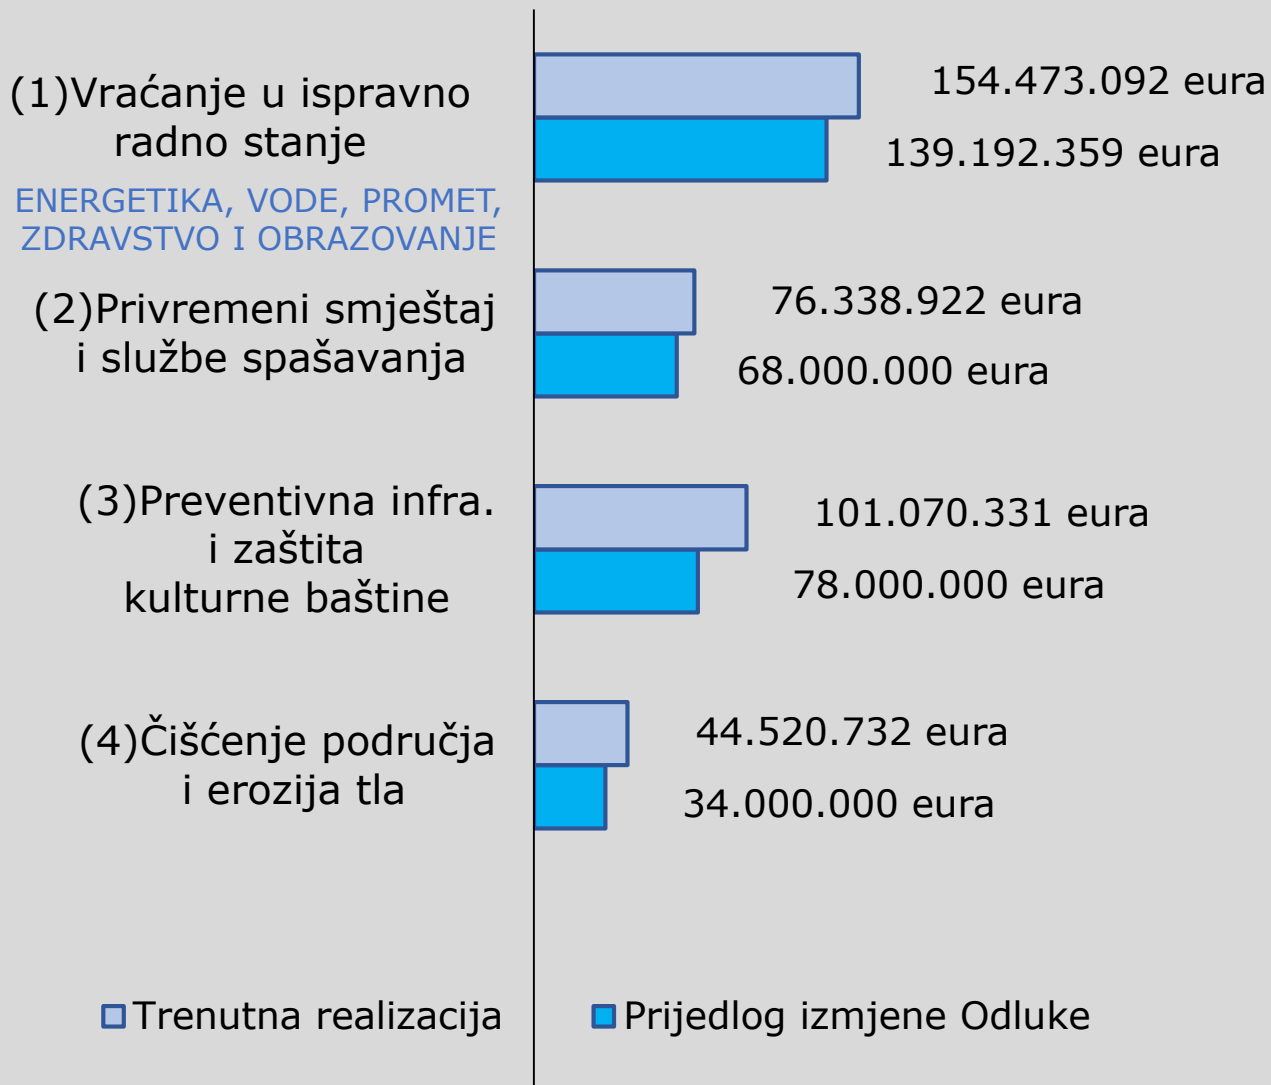 (1)Vraćanje u ispravno
radno stanje
ENERGETIKA, VODE, PROMET,
ZDRAVSTVO I OBRAZOVANJE
154.473.092 eura
139.192.359 eura
(2)Privremeni smještaj
i službe spašavanja
76.338.922 eura
68.000.000 eura
(3)Preventivna infra.
i zaštita
kulturne baštine
101.070.331 eura
78.000.000 eura
(4)Čišćenje područja
i erozija tla
44.520.732 eura
34.000.000 eura
Trenutna realizacija
Prijedlog izmjene Odluke